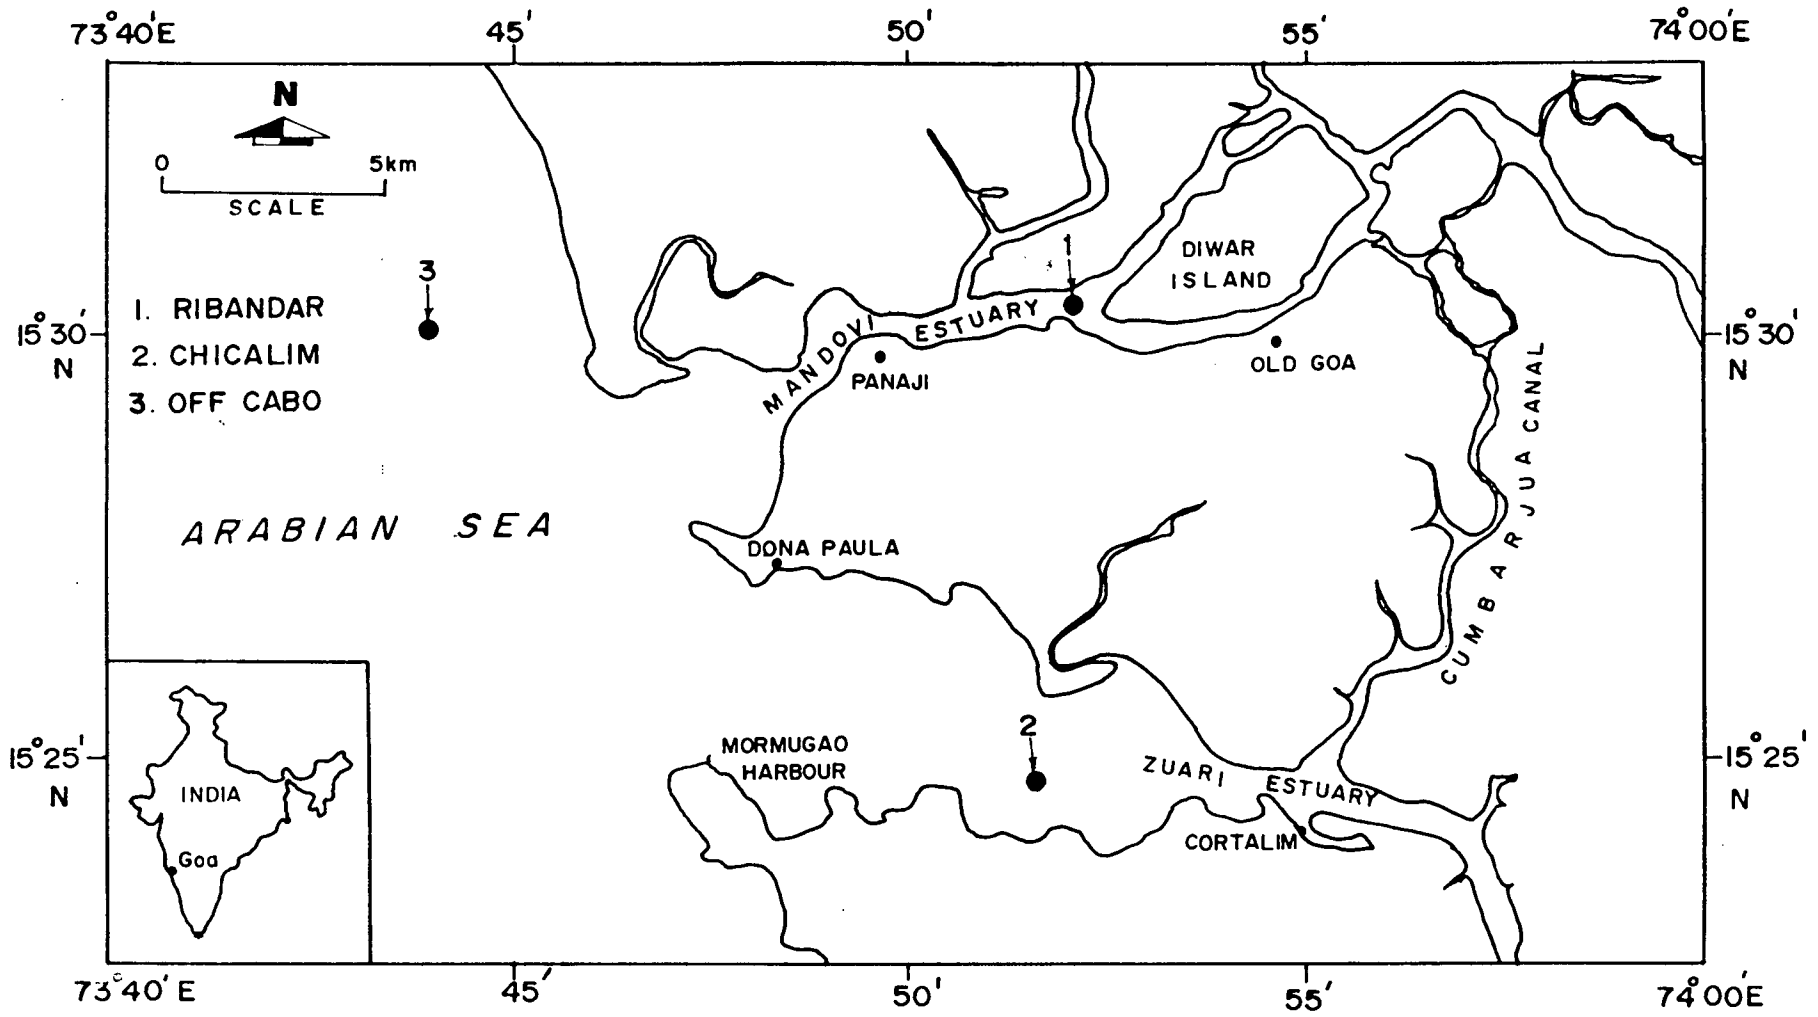 73°40'E 45' 50' 55' 74°00'E
N
0 5km
SCALE
3
1
DIWAR
ISLAND
1. RIBANDAR
2. CHICALIM
3. OFF CABO
15°30'
N
MANDOVI ESTUARY
PANAJI
OLD GOA
15°30'
N
CUMBARJUA CANAL
ARABIAN SEA
DONA PAULA
2
MORMUGAO
HARBOUR
ZUARI ESTUARY
CORTALIM
15°25'
N
15°25'
N
INDIA
Goa
73°40'E 45' 50' 55' 74°00'E